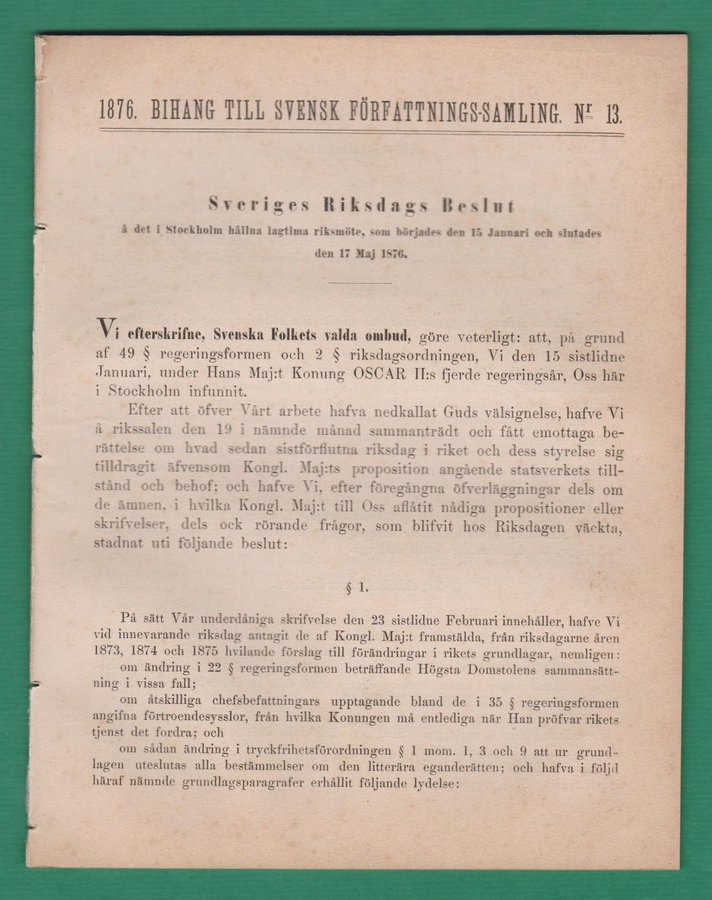 1876. BIHANG TILL SVENSK FÖRFATTNINGS-SAMLING. Nr 13.
Sveriges Riksdags Beslut
å det i Stockholm hållna lagtima riksmöte, som börjades den 15 Januari och slutades
den 17 Maj 1876.
Vi efterskrifne, Svenska Folkets valda ombud, göre veterligt: att, på grund
af 49 § regeringsformen och 2 § riksdagsordningen, Vi den 15 sistlidne
Januari, under Hans Maj:t Konung OSCAR II:s fjerde regeringsår, Oss här
i Stockholm infunnit.
Efter att öfver Vårt arbete hafva nedkallat Guds välsignelse, hafve Vi
å rikssalen den 19 i nämnde månad sammanträdt och fått emottaga be-
rättelse om hvad sedan sistförflutna riksdag i riket och dess styrelse sig
tilldragit äfvensom Kongl. Maj:ts proposition angående statsverkets till-
stånd och behof; och hafve Vi, efter föregångna öfverläggningar dels om
de ämnen, i hvilka Kongl. Maj:t till Oss aflåtit nådiga propositioner eller
skrifvelser, dels ock rörande frågor, som blifvit hos Riksdagen väckta,
stadnat uti följande beslut:
§ 1.
På sätt Vår underdåniga skrifvelse den 23 sistlidne Februari innehåller, hafve Vi
vid innevarande riksdag antagit de af Kongl. Maj:t framstälda, från riksdagarne åren
1873, 1874 och 1875 hvilande förslag till förändringar i rikets grundlagar, nemligen:
om ändring i 22 § regeringsformen beträffande Högsta Domstolens sammansätt-
ning i vissa fall;
om åtskilliga chefsbefattningars upptagande bland de i 35 § regeringsformen
angifna förtroendesysslor, från hvilka Konungen må entlediga när Han pröfvar rikets
tjenst det fordra; och
om sådan ändring i tryckfrihetsförordningen § 1 mom. 1, 3 och 9 att ur grund-
lagen uteslutas alla bestämmelser om den litterära eganderätten; och hafva i följd
häraf nämnde grundlagsparagrafer erhållit följande lydelse: